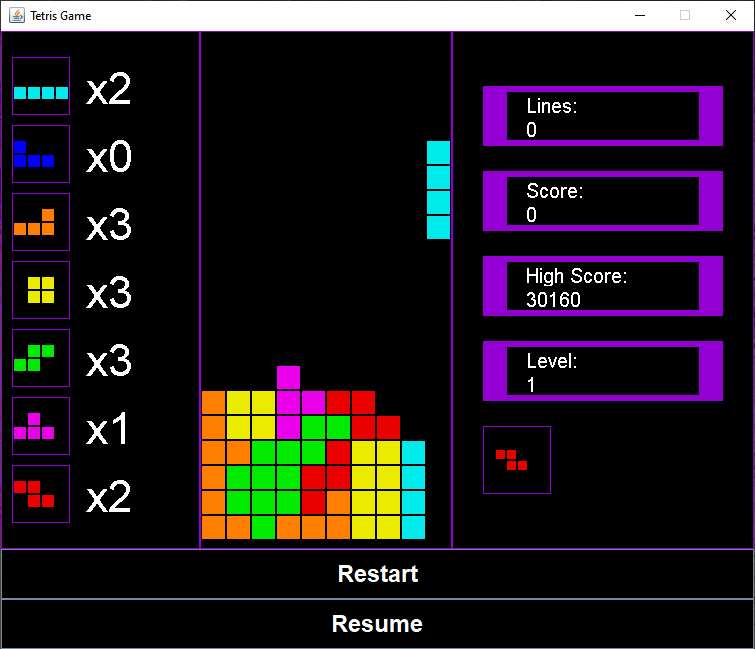 Tetris Game
x2
x0
x3
x3
x3
x1
x2
Lines:
0
Score:
0
High Score:
30160
Level:
1
Restart
Resume